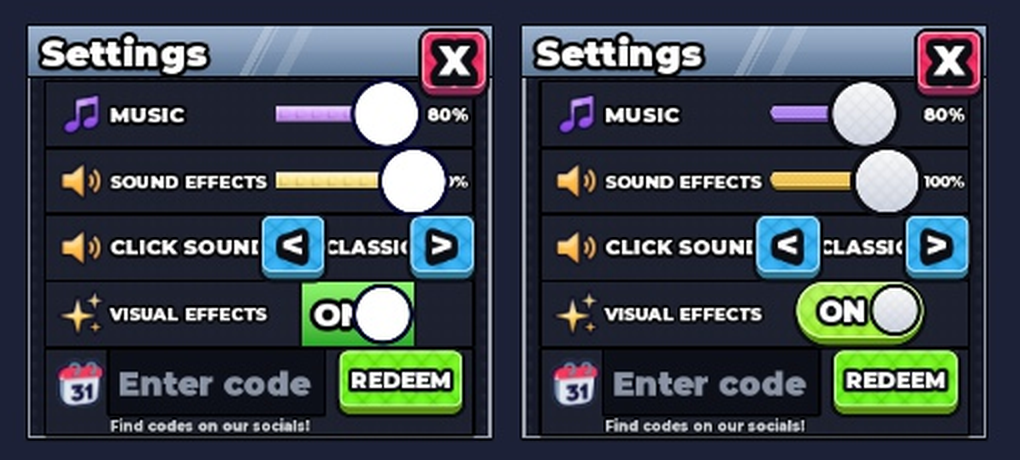 Settings X
MUSIC 80%
SOUND EFFECTS %
CLICK SOUND < CLASSIC >
VISUAL EFFECTS ON
31 Enter code REDEEM
Find codes on our socials!
Settings X
MUSIC 80%
SOUND EFFECTS 100%
CLICK SOUND < CLASSIC >
VISUAL EFFECTS ON
31 Enter code REDEEM
Find codes on our socials!